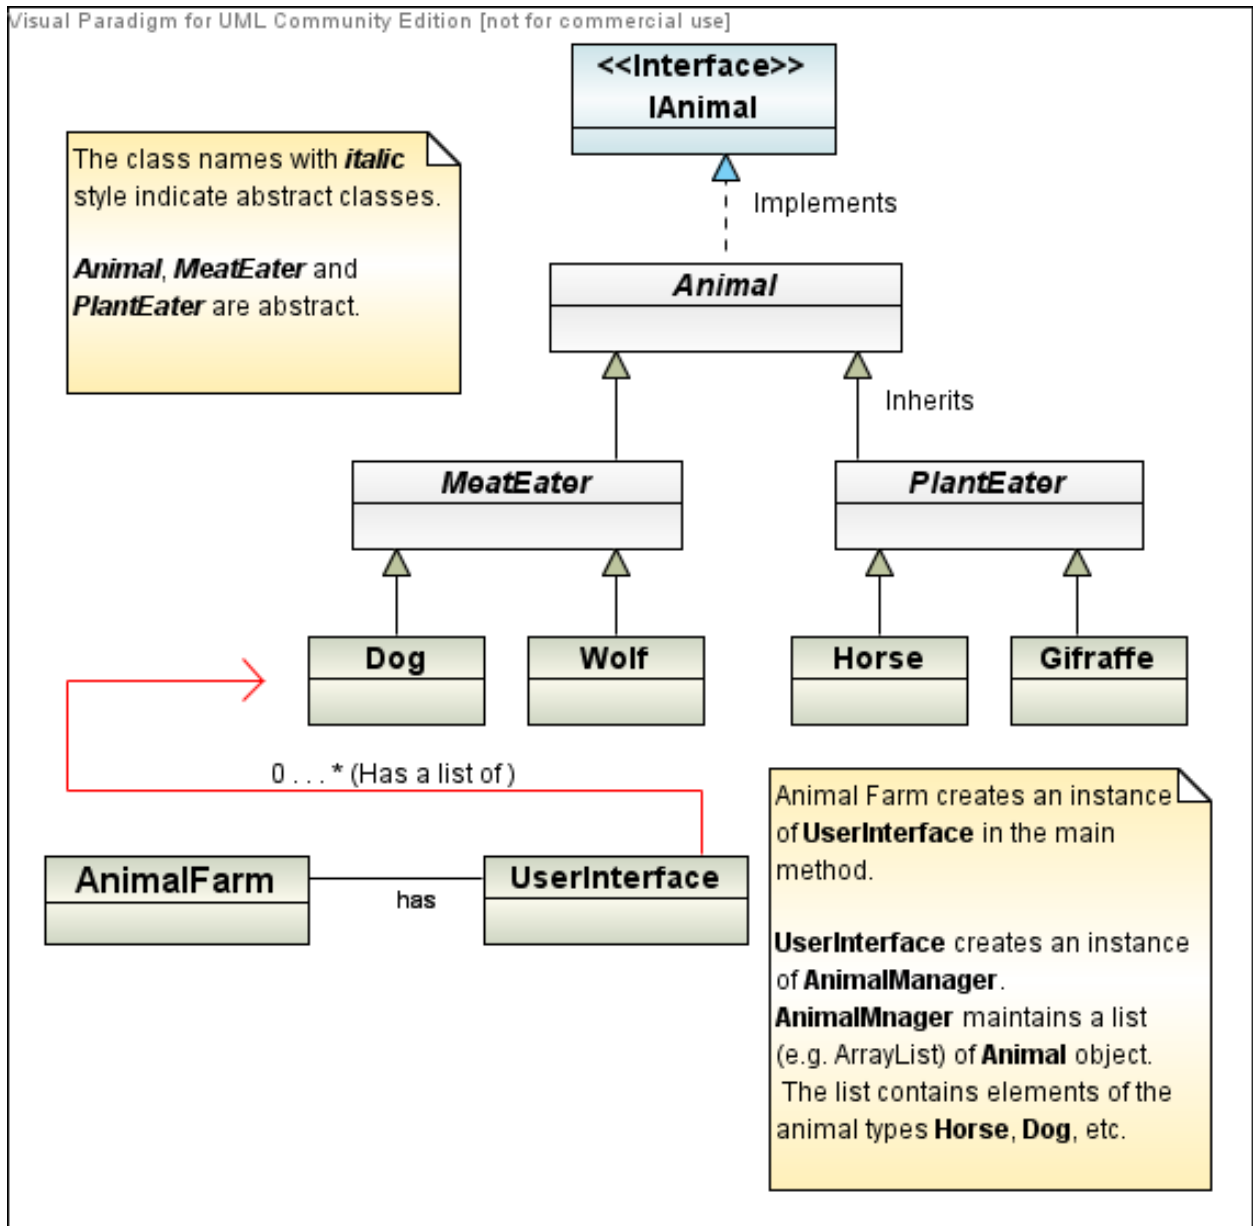 Visual Paradigm for UML Community Edition [not for commercial use]
<<Interface>>
IAnimal
The class names with italic
style indicate abstract classes.
Animal, MeatEater and
PlantEater are abstract.
Implements
Animal
Inherits
MeatEater
PlantEater
Dog
Wolf
Horse
Gifraffe
0 . . . * (Has a list of )
AnimalFarm
has
UserInterface
Animal Farm creates an instance
of UserInterface in the main
method.
UserInterface creates an instance
of AnimalManager.
AnimalMnager maintains a list
(e.g. ArrayList) of Animal object.
The list contains elements of the
animal types Horse, Dog, etc.